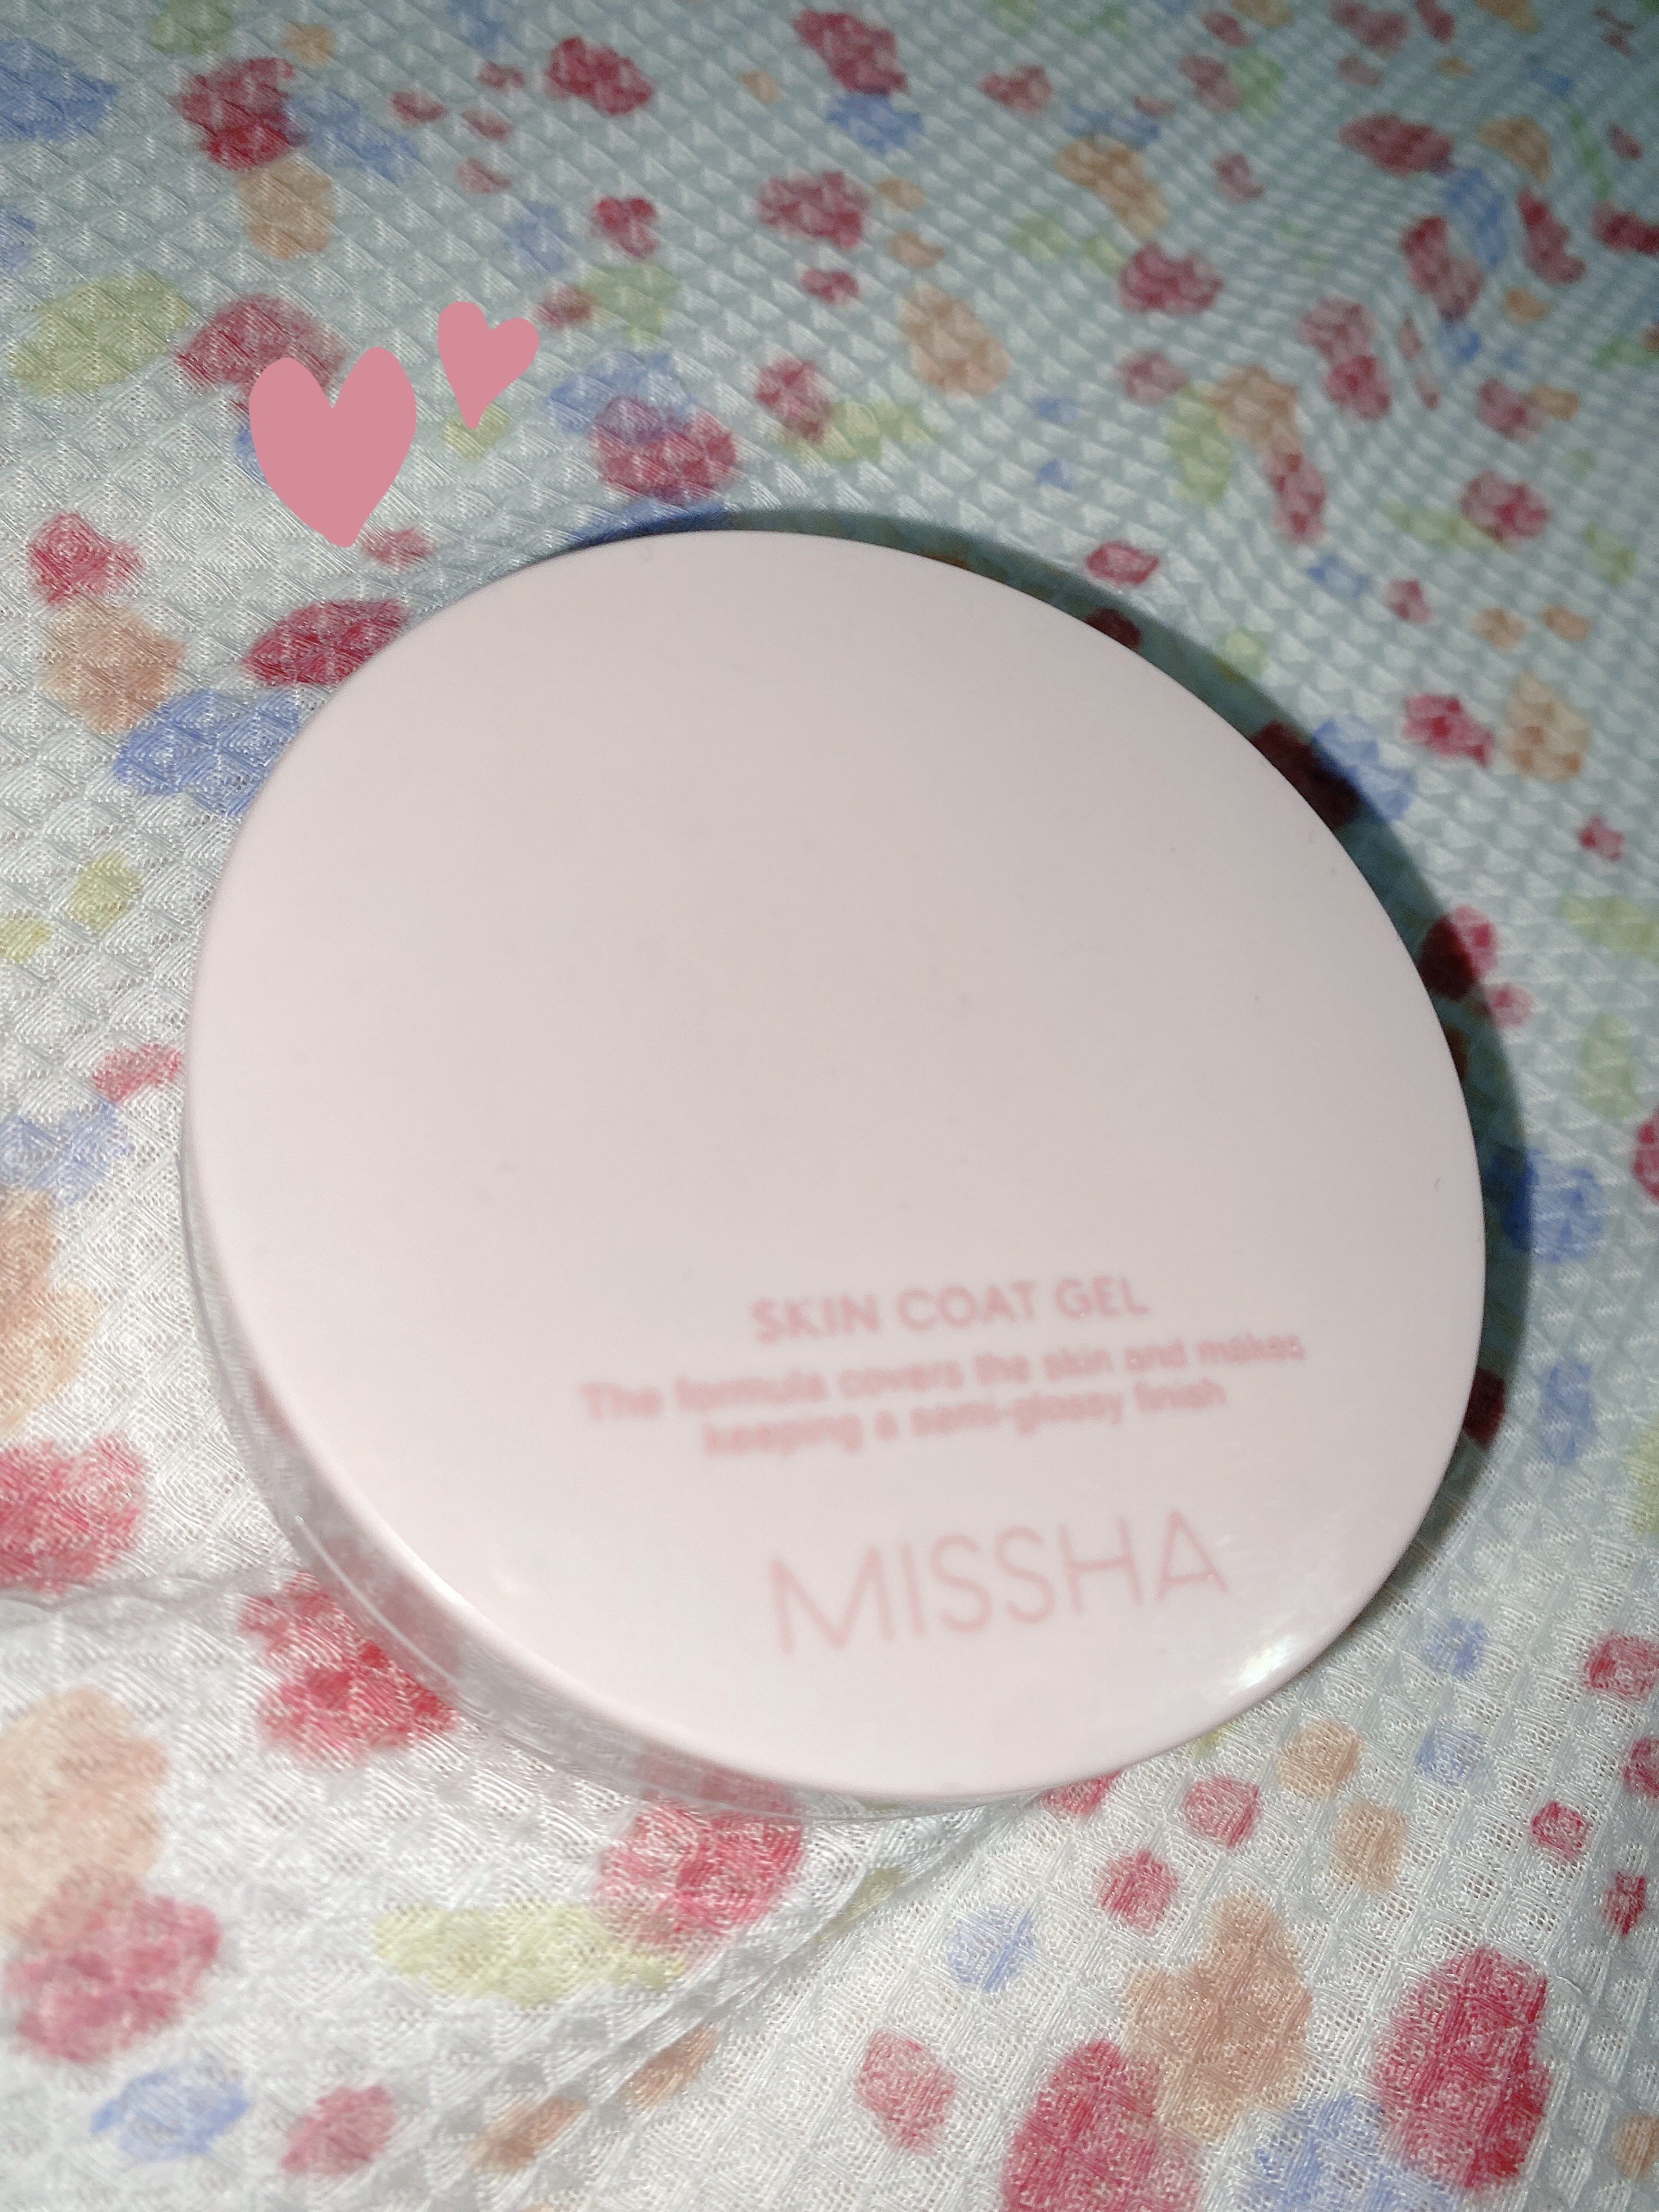 SKIN COAT GEL
The formula covers the skin and makes
keeping a semi-glossy finish
MISSHA